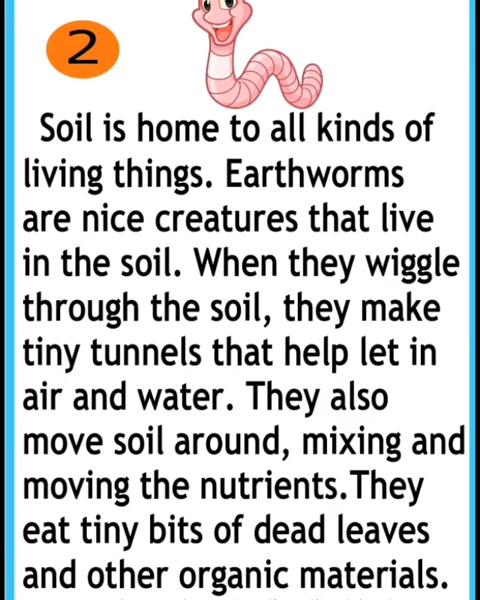 2
Soil is home to all kinds of
living things. Earthworms
are nice creatures that live
in the soil. When they wiggle
through the soil, they make
tiny tunnels that help let in
air and water. They also
move soil around, mixing and
moving the nutrients.They
eat tiny bits of dead leaves
and other organic materials.